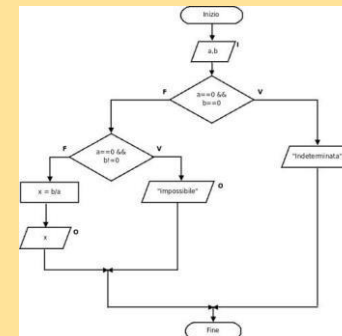 Inizio
I
a,b
F
V
a==0 &&
b==0
F
V
a==0 &&
b!=0
"Indeterminata"
x = b/a
"Impossibile"
O
x
O
Fine